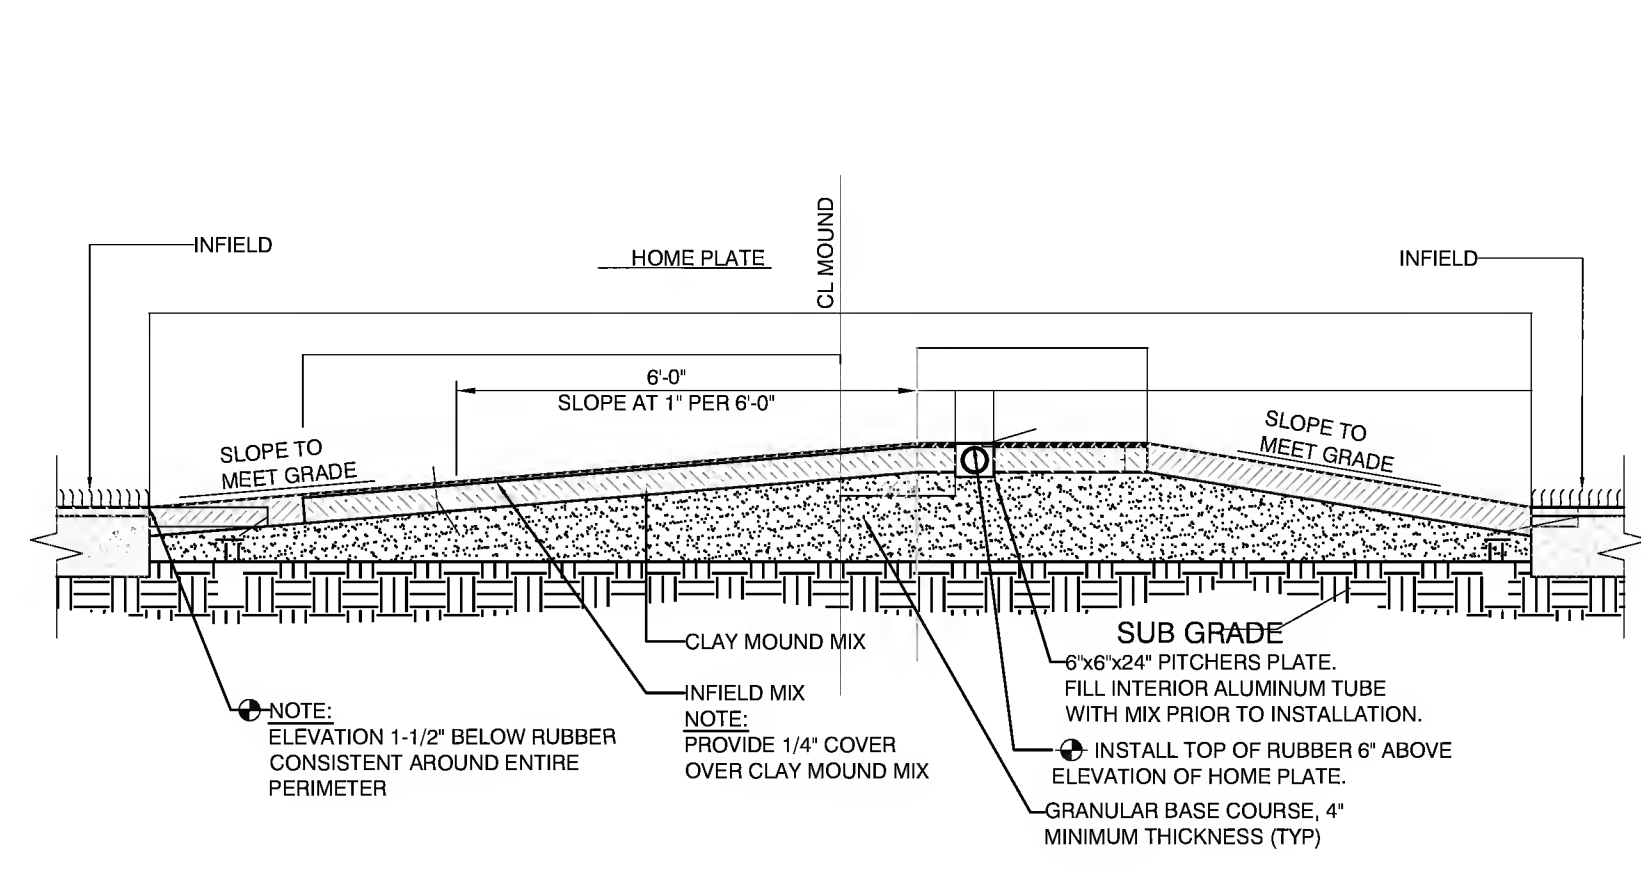 INFIELD
HOME PLATE
CL MOUND
INFIELD
6'-0"
SLOPE AT 1" PER 6'-0"
SLOPE TO
MEET GRADE
SLOPE TO
MEET GRADE
SUB GRADE
CLAY MOUND MIX
INFIELD MIX
NOTE:
PROVIDE 1/4" COVER
OVER CLAY MOUND MIX
NOTE:
ELEVATION 1-1/2" BELOW RUBBER
CONSISTENT AROUND ENTIRE
PERIMETER
6"x6"x24" PITCHERS PLATE.
FILL INTERIOR ALUMINUM TUBE
WITH MIX PRIOR TO INSTALLATION.
INSTALL TOP OF RUBBER 6" ABOVE
ELEVATION OF HOME PLATE.
GRANULAR BASE COURSE, 4"
MINIMUM THICKNESS (TYP)